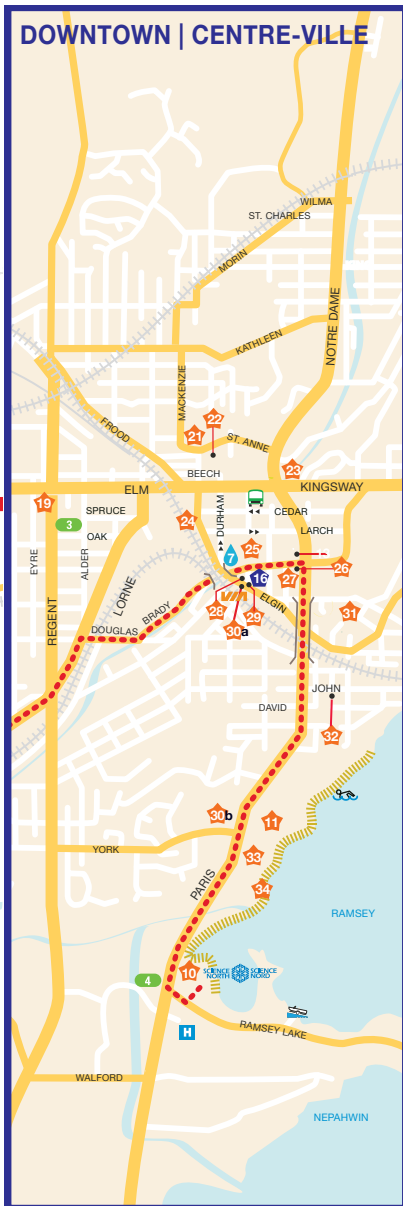 DOWNTOWN | CENTRE-VILLE
WILMA
ST. CHARLES
MORIN
NOTRE DAME
KATHLEEN
MACKENZIE
FROOD
22
21
ST. ANNE
BEECH
23
ELM
KINGSWAY
19
3
SPRUCE
OAK
24
DURHAM
CEDAR
LARCH
EYRE
ALDER
REGENT
LORNE
7
25
16
27
26
BRADY
DOUGLAS
28
VIA
29
ELGIN
30a
31
JOHN
DAVID
32
30b
11
YORK
33
PARIS
34
RAMSEY
10
SCIENCE NORTH
SCIENCE NORD
4
H
RAMSEY LAKE
WALFORD
NEPAHWIN